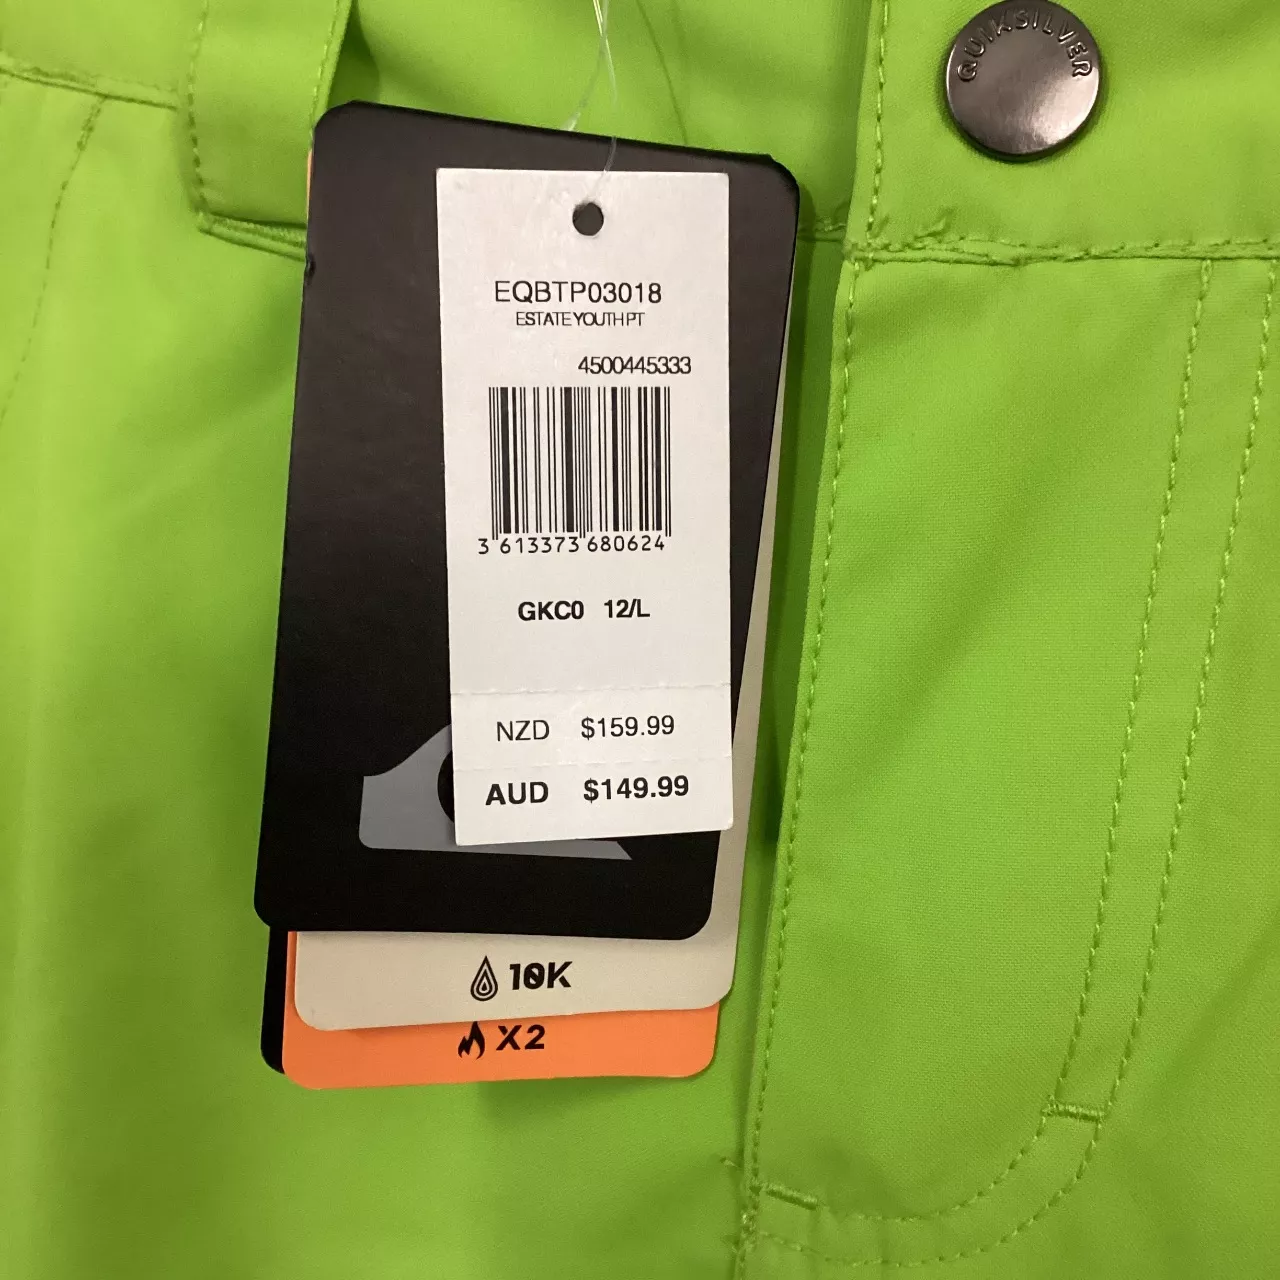 QUIKSILVER
EQBTP03018
ESTATE YOUTH PT
4500445333
3 613373 680624
GKC0 12/L
NZD $159.99
AUD $149.99
10K
X2